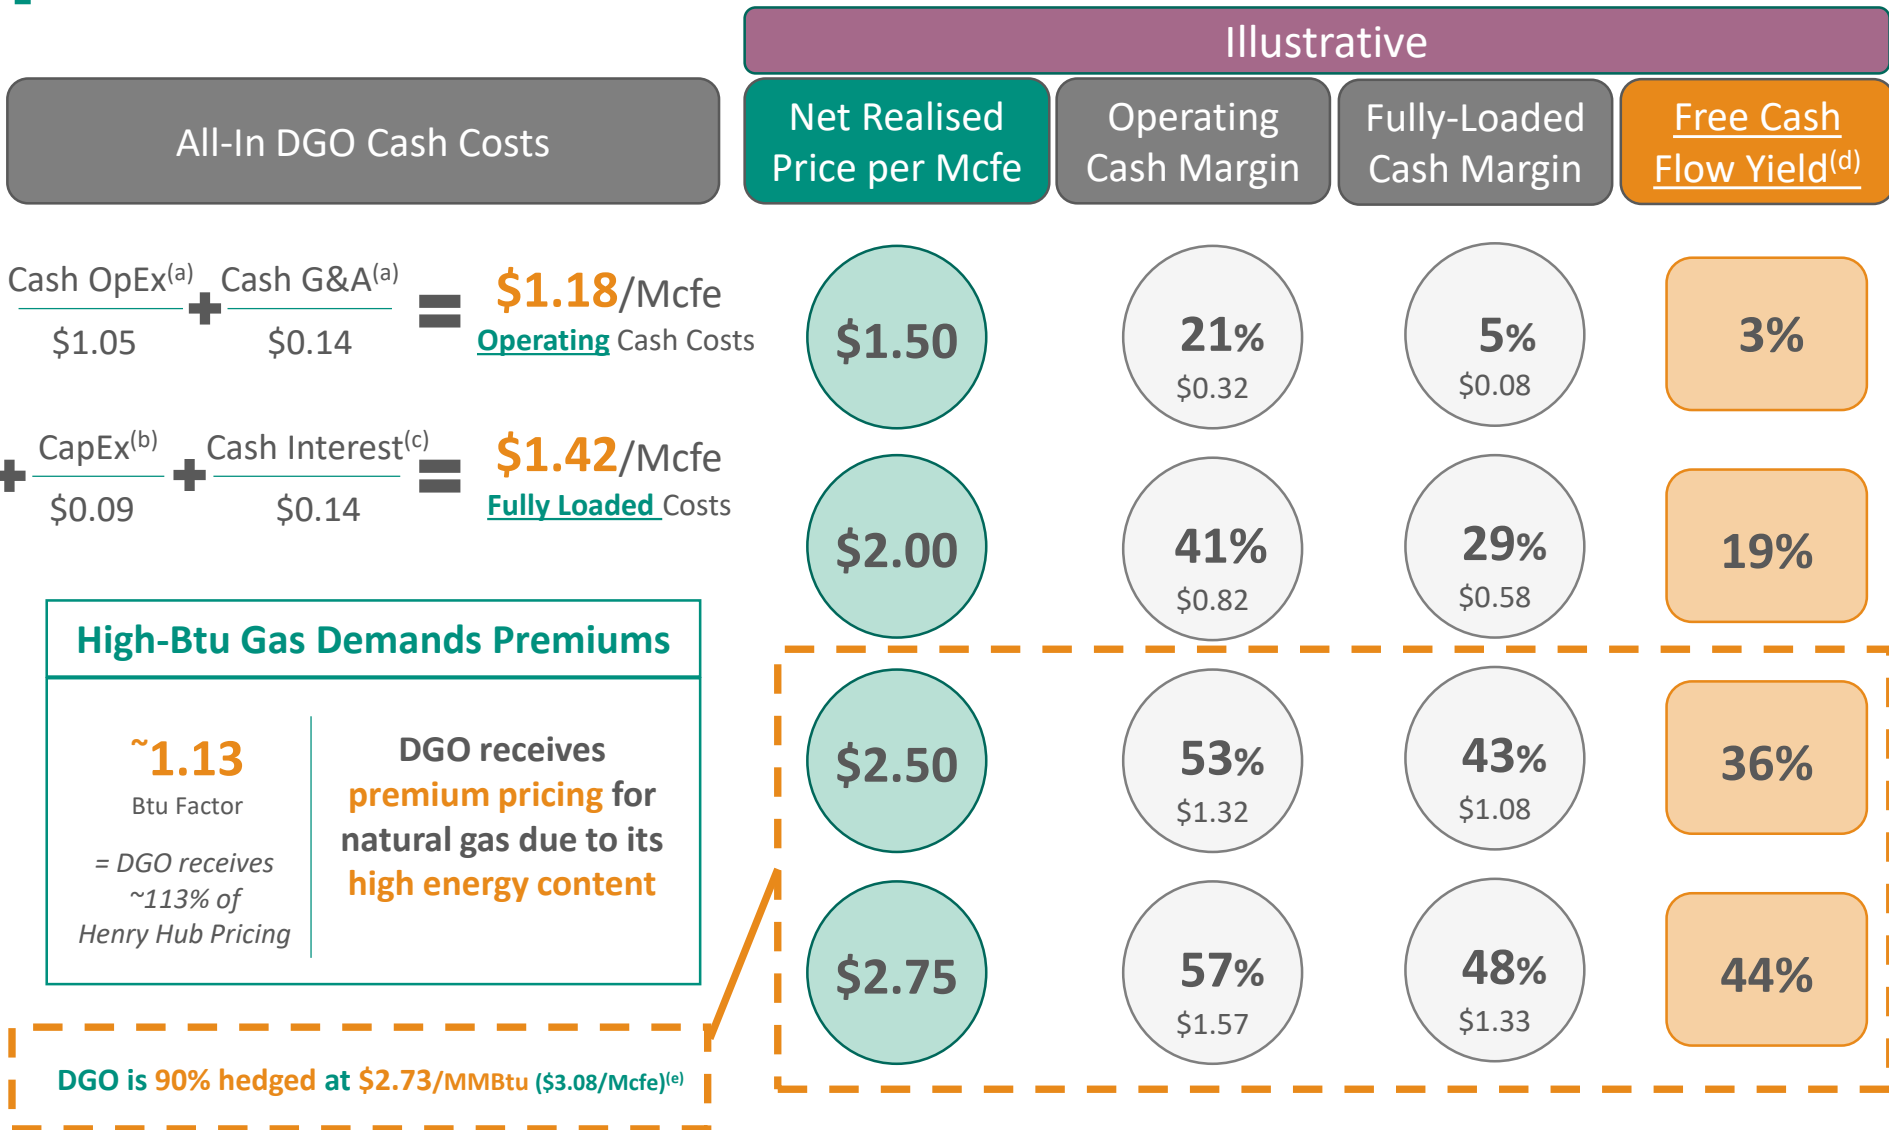 Illustrative
All-In DGO Cash Costs
Net Realised
Price per Mcfe
Operating
Cash Margin
Fully-Loaded
Cash Margin
Free Cash
Flow Yield(d)
Cash OpEx(a) + Cash G&A(a) = $1.18/Mcfe
$1.05 $0.14 Operating Cash Costs
+ CapEx(b) + Cash Interest(c) = $1.42/Mcfe
$0.09 $0.14 Fully Loaded Costs
$1.50
21%
$0.32
5%
$0.08
3%
$2.00
41%
$0.82
29%
$0.58
19%
$2.50
53%
$1.32
43%
$1.08
36%
$2.75
57%
$1.57
48%
$1.33
44%
High-Btu Gas Demands Premiums
~1.13
Btu Factor
= DGO receives
~113% of
Henry Hub Pricing
DGO receives
premium pricing for
natural gas due to its
high energy content
DGO is 90% hedged at $2.73/MMBtu ($3.08/Mcfe)(e)